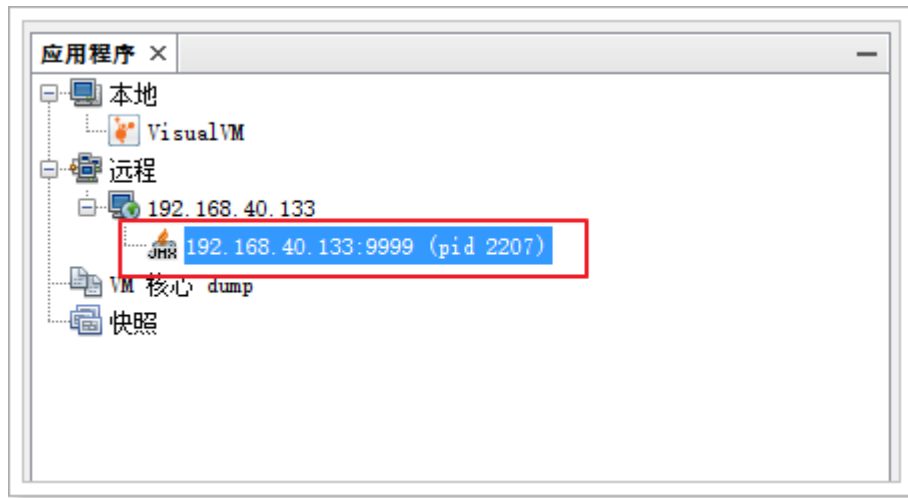 应用程序
本地
VisualVM
远程
192.168.40.133
JMX 192.168.40.133:9999 (pid 2207)
VM 核心 dump
快照